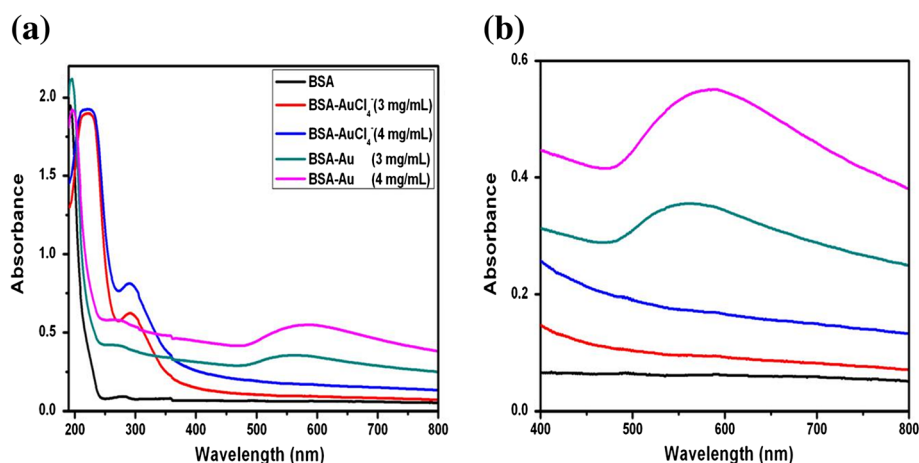 (a)
Absorbance
2.0
1.5
1.0
0.5
0.0
BSA
BSA-AuCl₄⁻(3 mg/mL)
BSA-AuCl₄⁻(4 mg/mL)
BSA-Au (3 mg/mL)
BSA-Au (4 mg/mL)
200 300 400 500 600 700 800
Wavelength (nm)
(b)
Absorbance
0.6
0.4
0.2
0.0
400 500 600 700 800
Wavelength (nm)